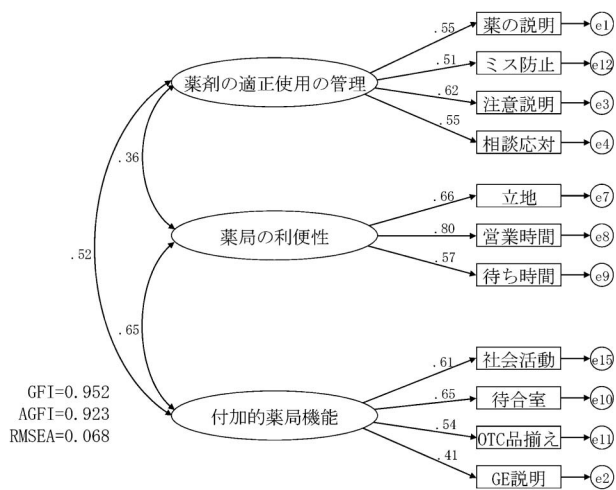 .55
薬の説明
e1
.51
ミス防止
e12
薬剤の適正使用の管理
.62
注意説明
e3
.55
相談応対
e4
.36
.66
立地
e7
薬局の利便性
.80
営業時間
e8
.57
待ち時間
e9
.52
.65
.61
社会活動
e15
GFI=0.952
AGFI=0.923
RMSEA=0.068
付加的薬局機能
.65
待合室
e10
.54
OTC品揃え
e11
.41
GE説明
e2